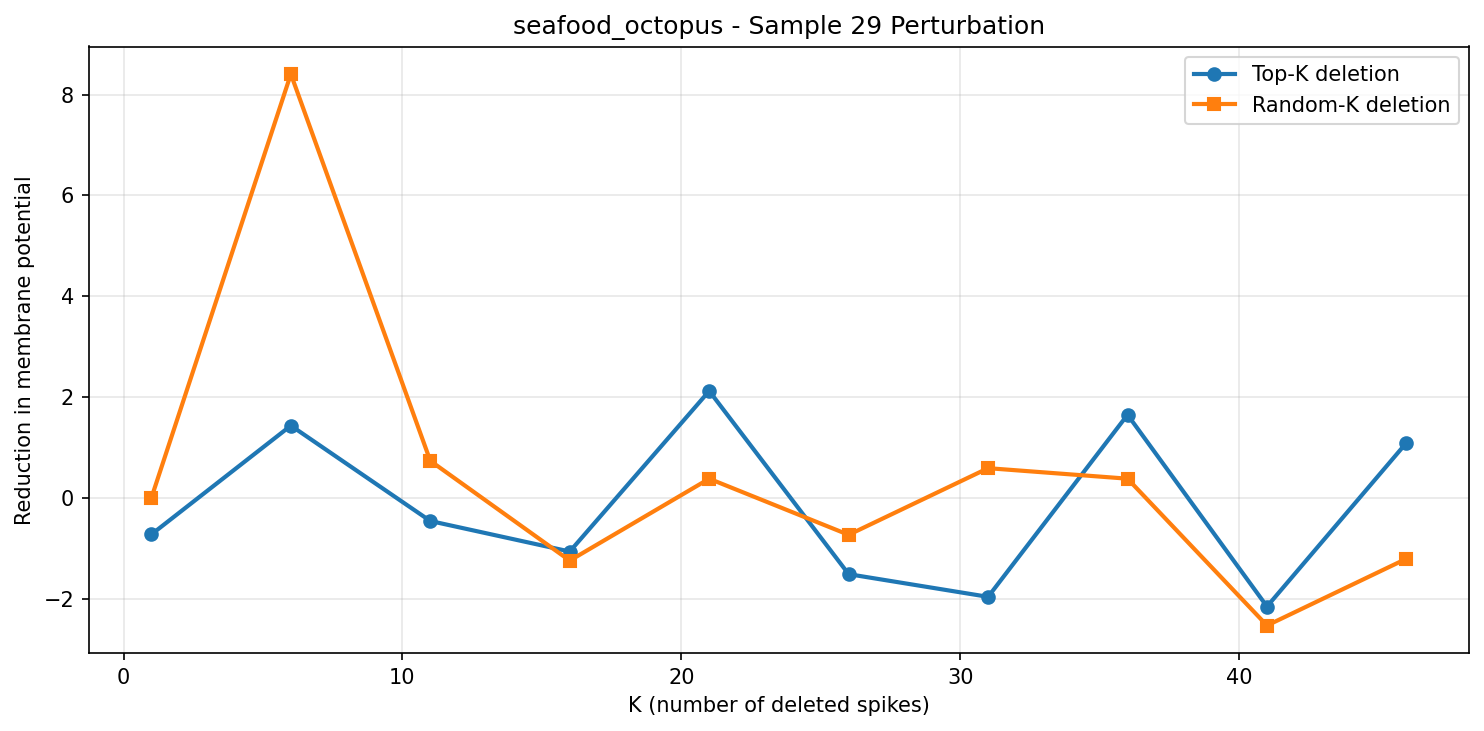 seafood_octopus - Sample 29 Perturbation
Top-K deletion
Random-K deletion
Reduction in membrane potential
8
6
4
2
0
−2
0
10
20
30
40
K (number of deleted spikes)